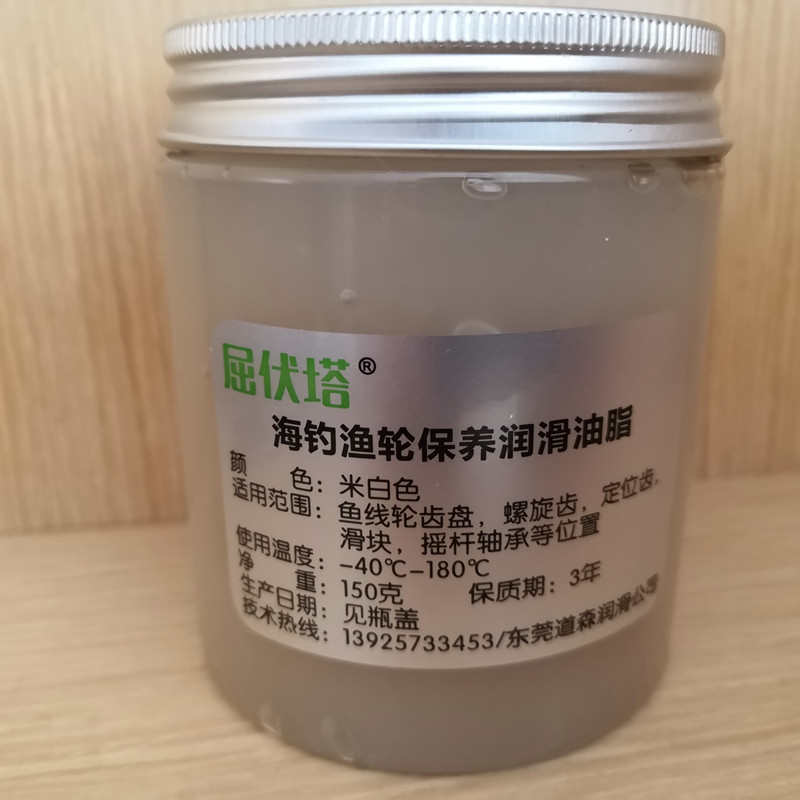 屈伏塔®
海钓渔轮保养润滑油脂
颜 色：米白色
适用范围：鱼线轮齿盘，螺旋齿，定位齿，
滑块，摇杆轴承等位置
使用温度：-40℃-180℃
净 重：150克 保质期：3年
生产日期：见瓶盖
技术热线：13925733453/东莞道森润滑公司